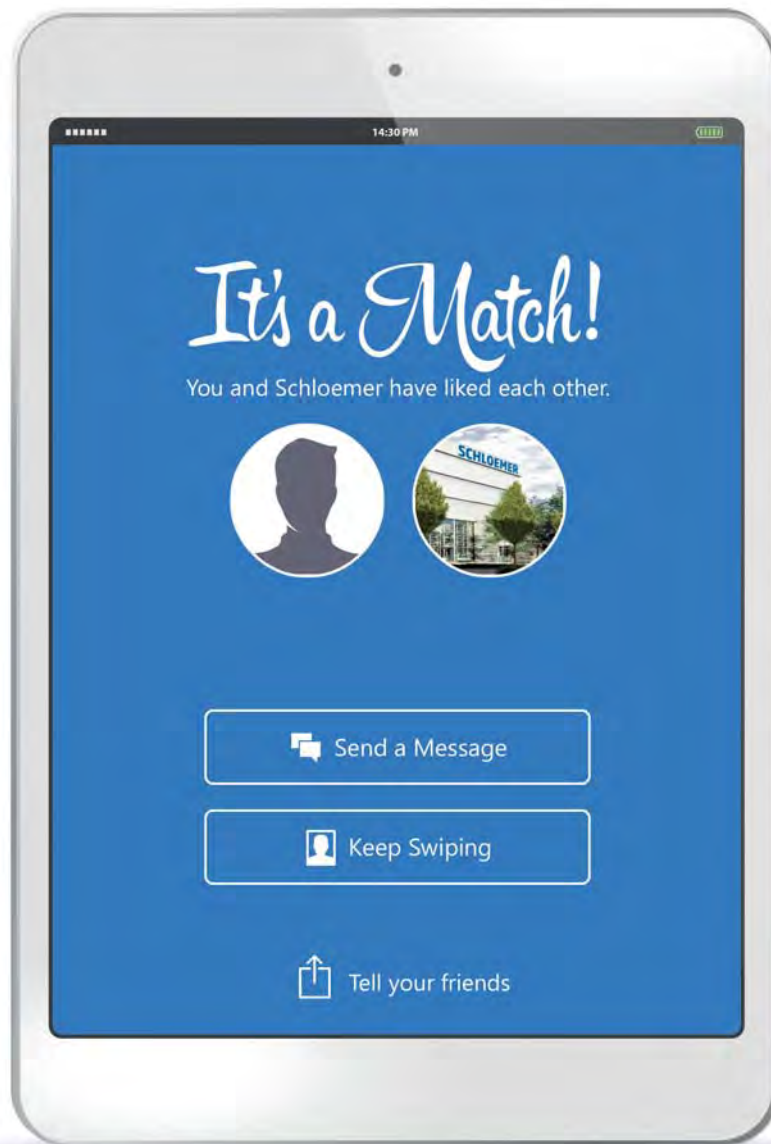 14:30 PM
It's a Match!
You and Schloemer have liked each other.
SCHLOEMER
Send a Message
Keep Swiping
Tell your friends